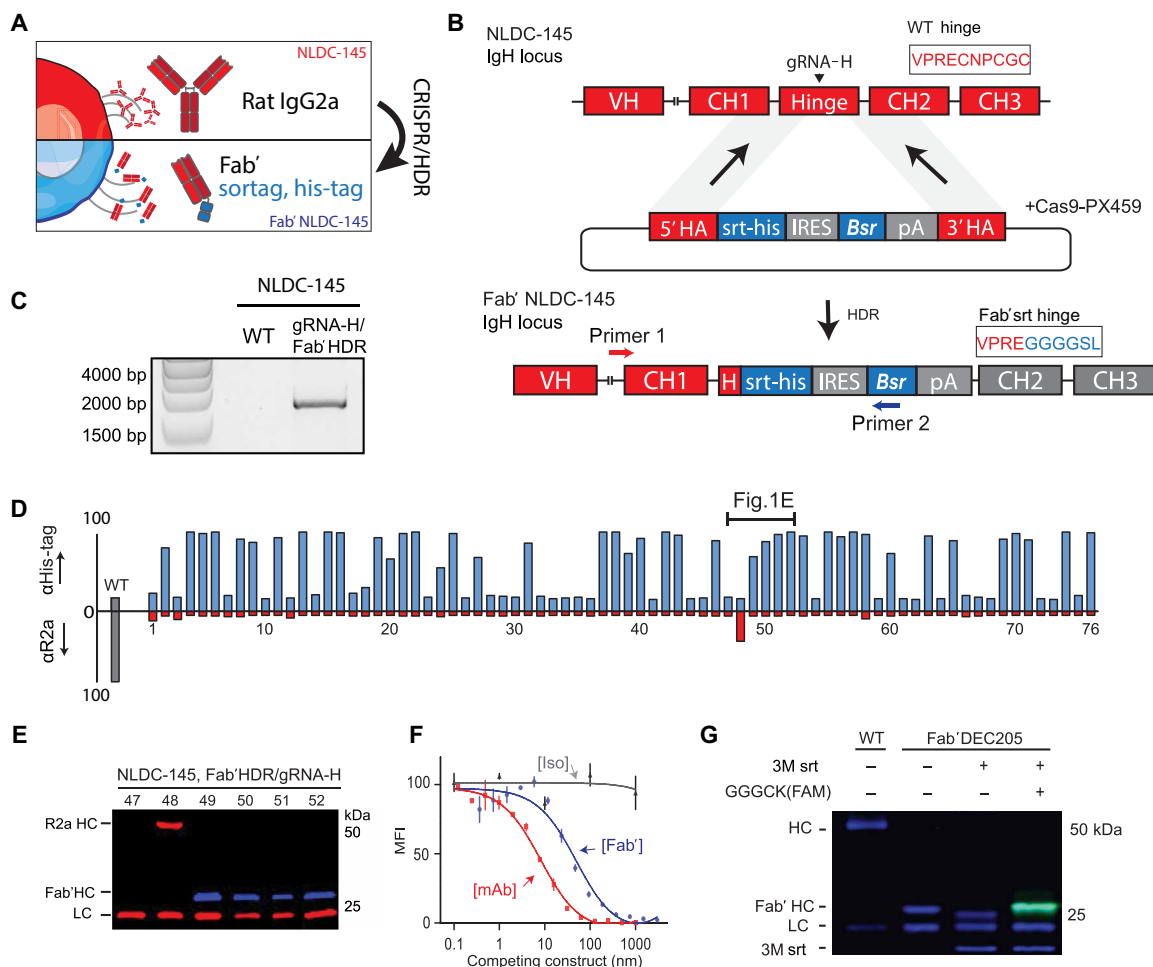 A
NLDC-145
Rat IgG2a
Fab'
sortag, his-tag
Fab' NLDC-145
CRISPR/HDR
B
NLDC-145
IgH locus
WT hinge
VPRECNPCGC
gRNA-H
VH
CH1
Hinge
CH2
CH3
+Cas9-PX459
5' HA
srt-his
IRES
Bsr
pA
3' HA
HDR
Fab' NLDC-145
IgH locus
Primer 1
Fab'srt hinge
VPREGGGGSL
VH
CH1
H
srt-his
IRES
Bsr
pA
CH2
CH3
Primer 2
C
NLDC-145
WT
gRNA-H/
Fab' HDR
4000 bp
2000 bp
1500 bp
D
100
αHis-tag
0
αR2a
100
WT
Fig.1E
1
10
20
30
40
50
60
70
76
E
NLDC-145, Fab'HDR/gRNA-H
47 48 49 50 51 52
kDa
R2a HC
50
Fab'HC
25
LC
F
[Iso]
[Fab']
[mAb]
MFI
100
50
0
0.1 1 10 100 1000
Competing construct (nm)
G
WT
Fab'DEC205
3M srt – – + +
GGGCK(FAM) – – – +
HC
50 kDa
Fab' HC
25
LC
3M srt